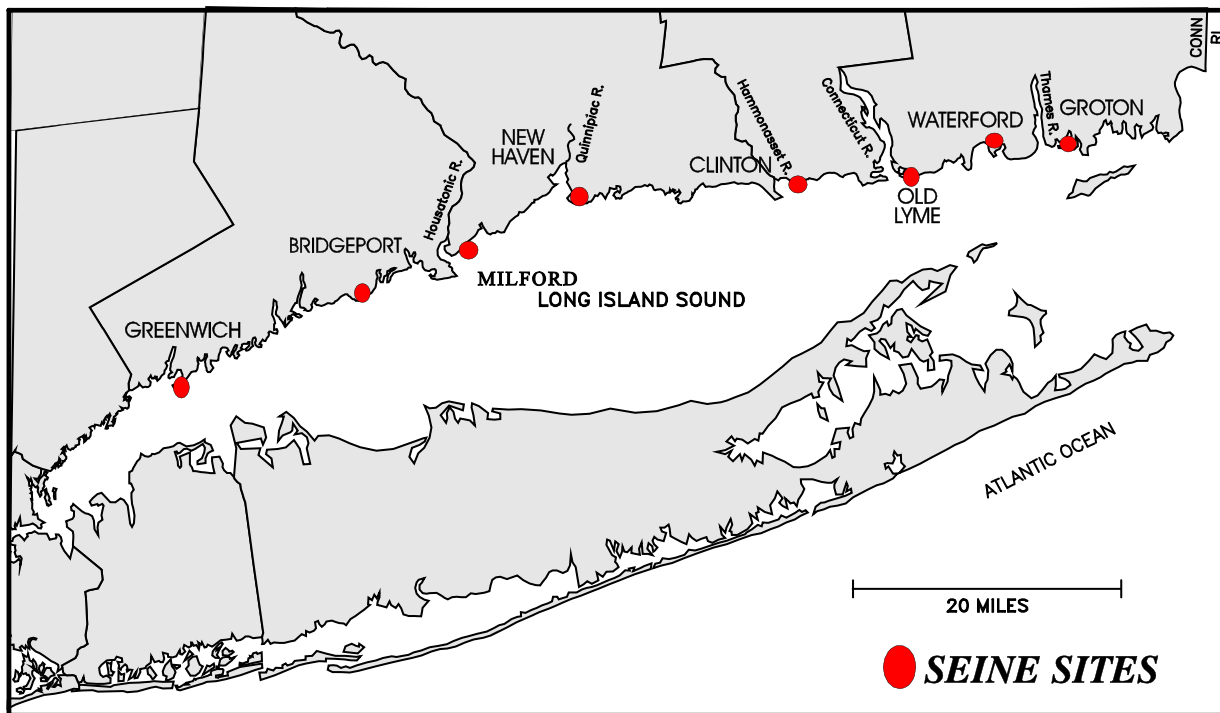 CONN
RI
Thames R.
GROTON
WATERFORD
Hammonasset R.
Connecticut R.
NEW
HAVEN
Quinnipiac R.
CLINTON
OLD
LYME
Housatonic R.
BRIDGEPORT
MILFORD
LONG ISLAND SOUND
GREENWICH
ATLANTIC OCEAN
20 MILES
SEINE SITES